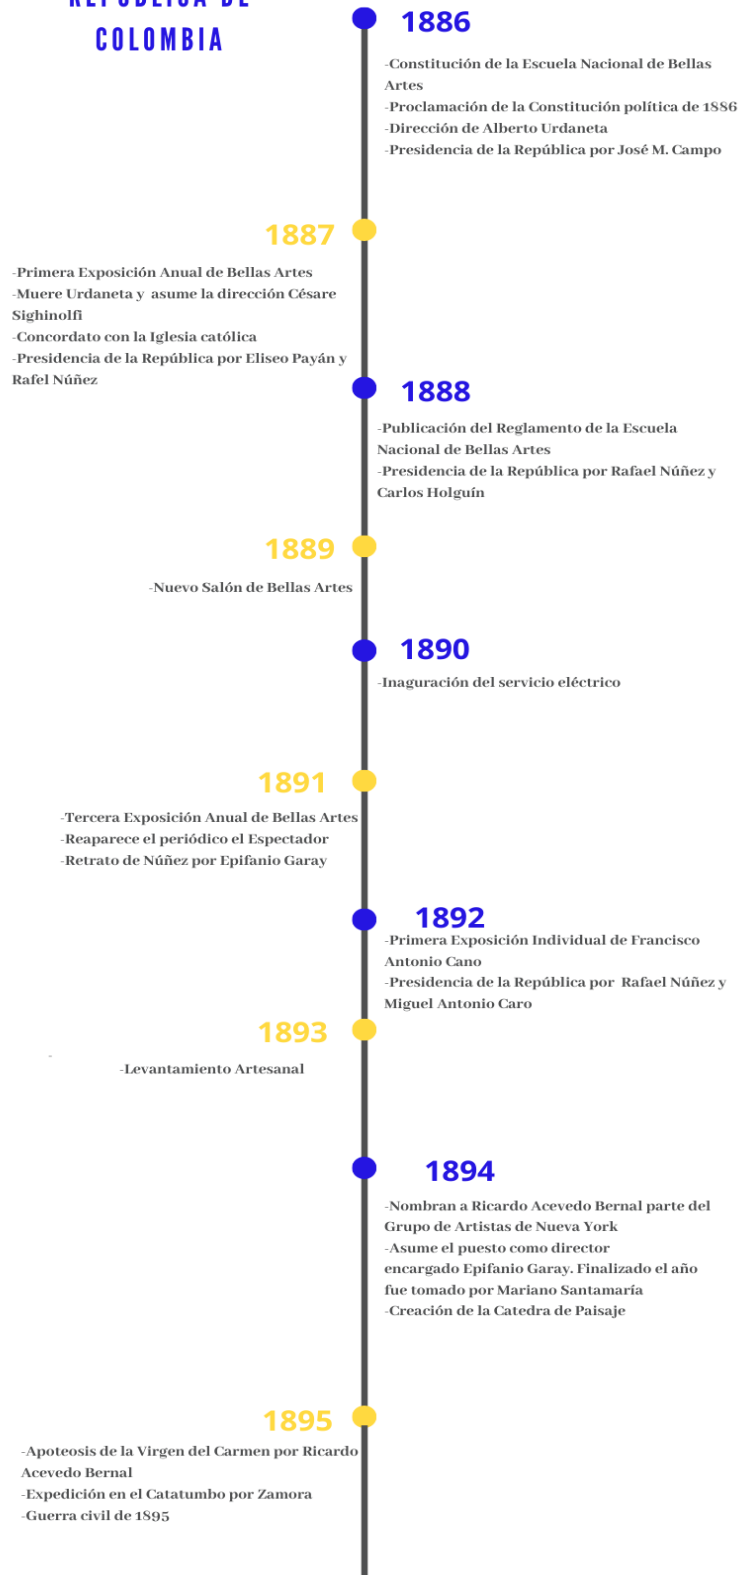 REPÚBLICA DE
COLOMBIA
1886
-Constitución de la Escuela Nacional de Bellas
Artes
-Proclamación de la Constitución política de 1886
-Dirección de Alberto Urdaneta
-Presidencia de la República por José M. Campo
1887
-Primera Exposición Anual de Bellas Artes
-Muere Urdaneta y asume la dirección Césare
Sighinolfi
-Concordato con la Iglesia católica
-Presidencia de la República por Eliseo Payán y
Rafel Núñez
1888
-Publicación del Reglamento de la Escuela
Nacional de Bellas Artes
-Presidencia de la República por Rafael Núñez y
Carlos Holguín
1889
-Nuevo Salón de Bellas Artes
1890
-Inaguración del servicio eléctrico
1891
-Tercera Exposición Anual de Bellas Artes
-Reaparece el periódico el Espectador
-Retrato de Núñez por Epifanio Garay
1892
-Primera Exposición Individual de Francisco
Antonio Cano
-Presidencia de la República por Rafael Núñez y
Miguel Antonio Caro
1893
-Levantamiento Artesanal
1894
-Nombran a Ricardo Acevedo Bernal parte del
Grupo de Artistas de Nueva York
-Asume el puesto como director
encargado Epifanio Garay. Finalizado el año
fue tomado por Mariano Santamaría
-Creación de la Catedra de Paisaje
1895
-Apoteosis de la Virgen del Carmen por Ricardo
Acevedo Bernal
-Expedición en el Catatumbo por Zamora
-Guerra civil de 1895